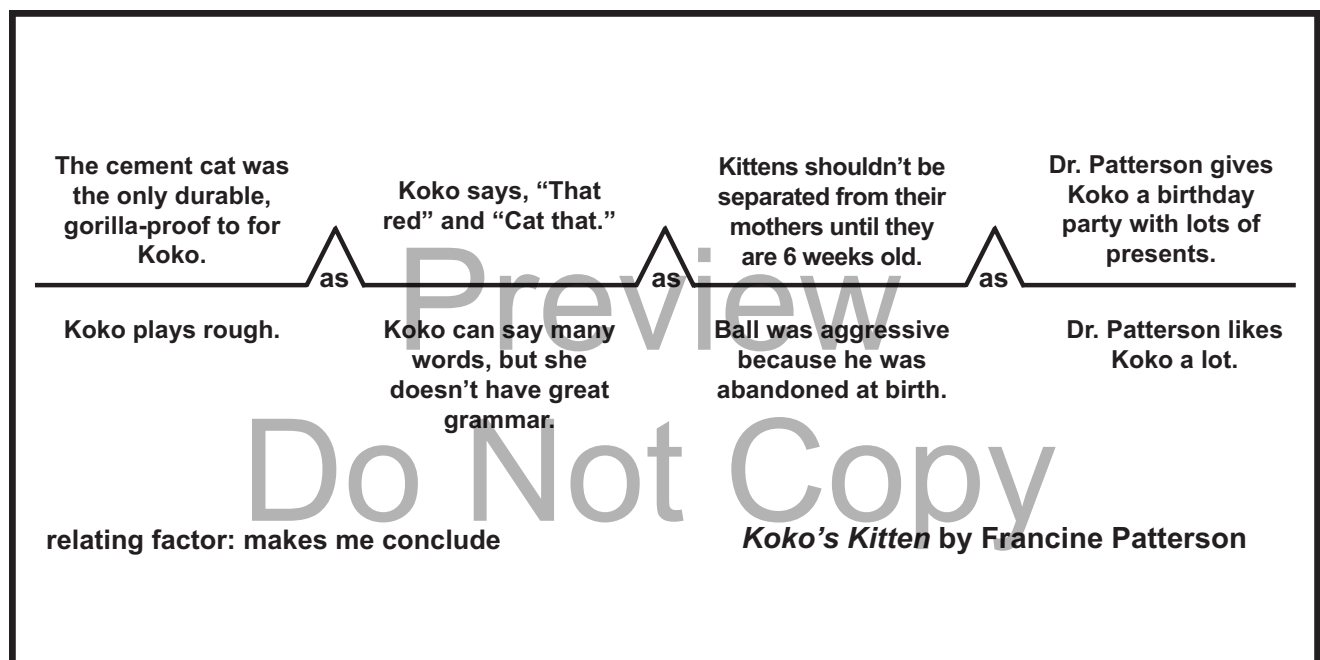 The cement cat was
the only durable,
gorilla-proof to for
Koko.
Koko says, “That
red” and “Cat that.”
Kittens shouldn’t be
separated from their
mothers until they
are 6 weeks old.
Dr. Patterson gives
Koko a birthday
party with lots of
presents.
as
as
as
Koko plays rough.
Koko can say many
words, but she
doesn’t have great
grammar.
Ball was aggressive
because he was
abandoned at birth.
Dr. Patterson likes
Koko a lot.
Preview
Do Not Copy
relating factor: makes me conclude
Koko’s Kitten by Francine Patterson